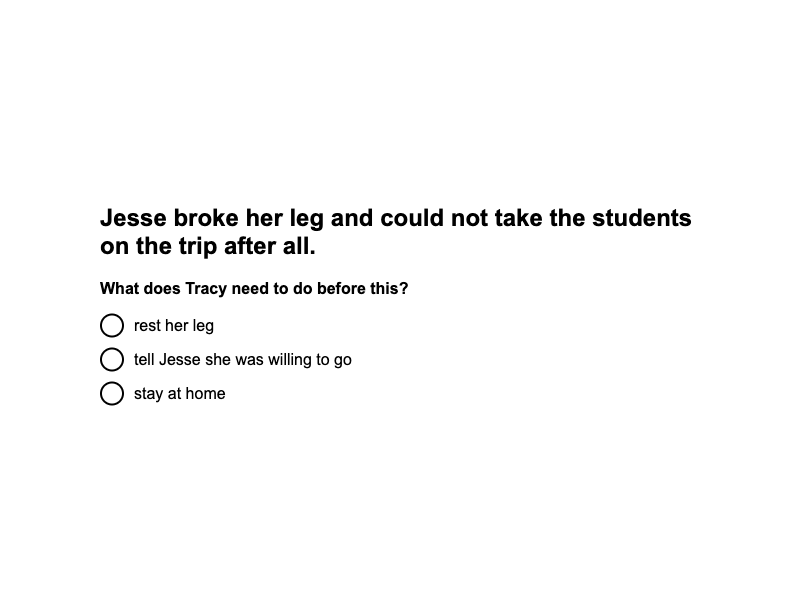 Jesse broke her leg and could not take the students
on the trip after all.
What does Tracy need to do before this?
rest her leg
tell Jesse she was willing to go
stay at home